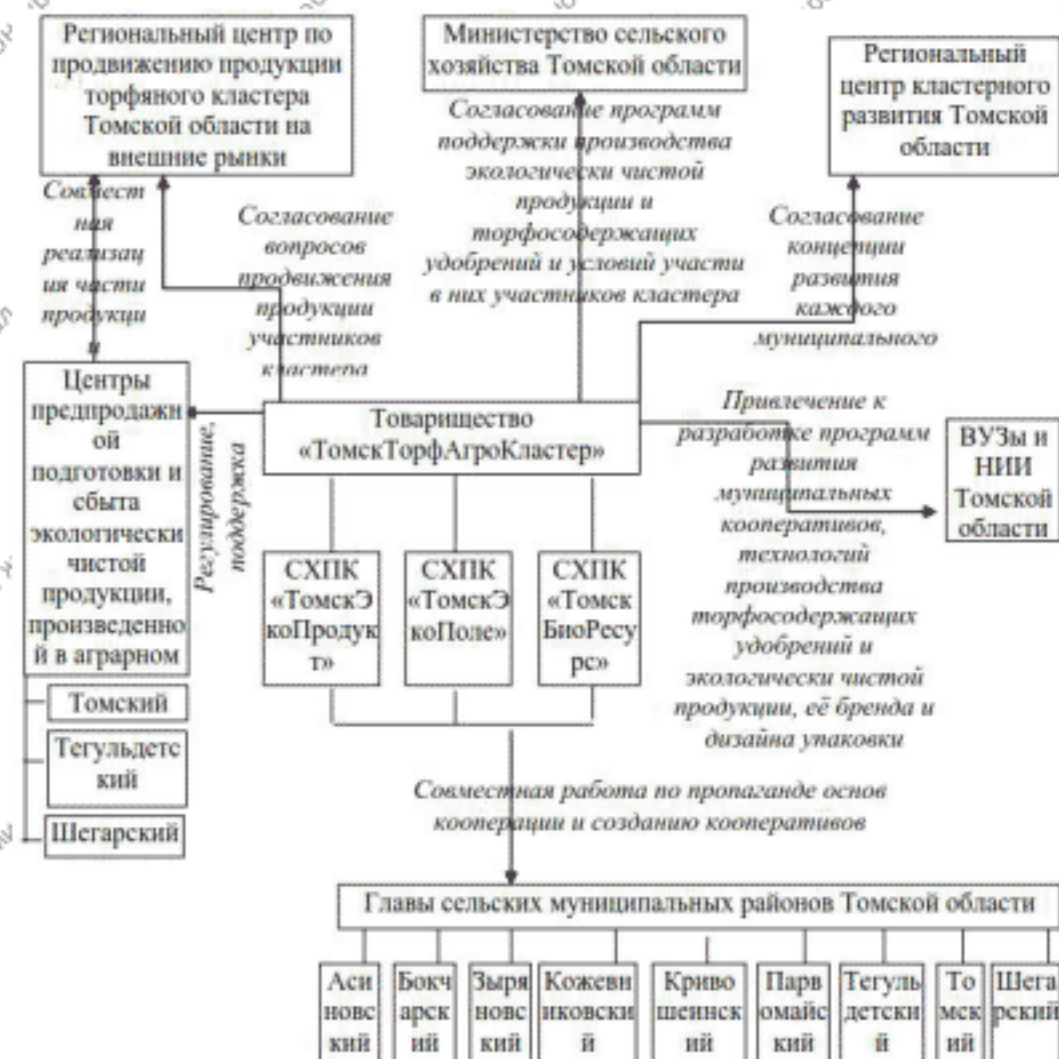 Региональный центр по
продвижению продукции
торфяного кластера
Томской области на
внешние рынки
Министерство сельского
хозяйства Томской области
Региональный
центр кластерного
развития Томской
области
Совмест
ная
реализац
ия части
продукци
и
Согласование
вопросов
продвижения
продукции
участников
кластера
Согласование программ
поддержки производства
экологически чистой
продукции и
торфосодержащих
удобрений и условий участи
в них участников кластера
Согласование
концепции
развития
каждого
муниципального
Центры
предпродажн
ой
подготовки и
сбыта
экологически
чистой
продукции,
произведенно
й в аграрном
Регулирование,
поддержка
Товарищество
«ТомскТорфАгроКластер»
Привлечение к
разработке программ
развития
муниципальных
кооперативов,
технологий
производства
торфосодержащих
удобрений и
экологически чистой
продукции, её бренда и
дизайна упаковки
ВУЗы и
НИИ
Томской
области
СХПК
«ТомскЭ
коПродук
т»
СХПК
«ТомскЭ
коПоле»
СХПК
«Томск
БиоРесу
рс»
Томский
Тегульдетс
кий
Шегарский
Совместная работа по пропаганде основ
кооперации и созданию кооперативов
Главы сельских муниципальных районов Томской области
Аси
новс
кий
Бокч
арск
ий
Зыря
новс
кий
Кожеви
иковски
й
Криво
шеинск
ий
Парв
омайс
кий
Тегуль
детски
й
То
мск
ий
Шега
рский